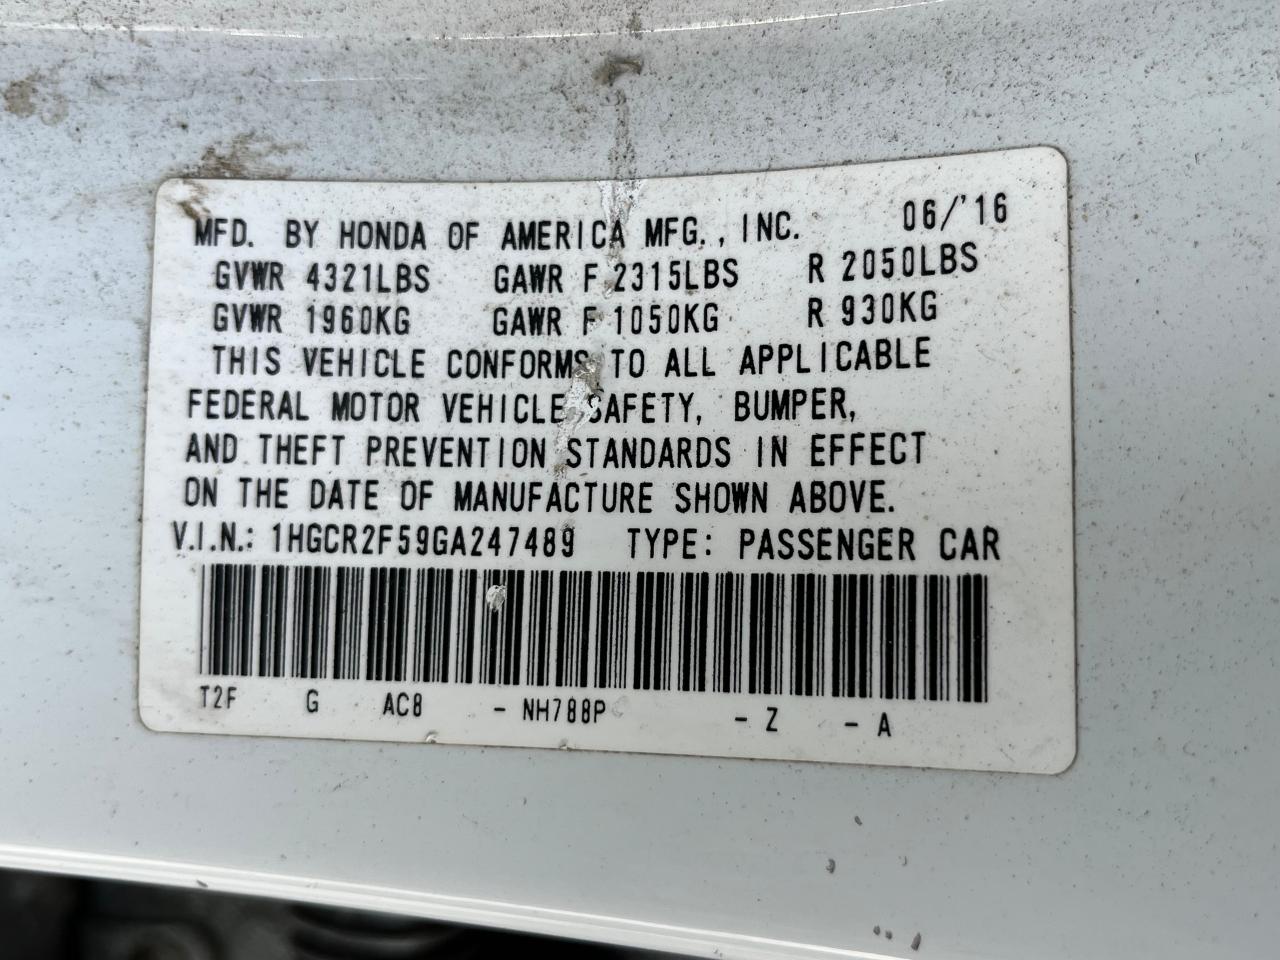 MFD. BY HONDA OF AMERICA MFG., INC. 06/'16
GVWR 4321LBS GAWR F 2315LBS R 2050LBS
GVWR 1960KG GAWR F 1050KG R 930KG
THIS VEHICLE CONFORMS TO ALL APPLICABLE
FEDERAL MOTOR VEHICLE SAFETY, BUMPER,
AND THEFT PREVENTION STANDARDS IN EFFECT
ON THE DATE OF MANUFACTURE SHOWN ABOVE.
V.I.N.: 1HGCR2F59GA247489 TYPE: PASSENGER CAR
T2F G AC8 - NH788P - Z - A